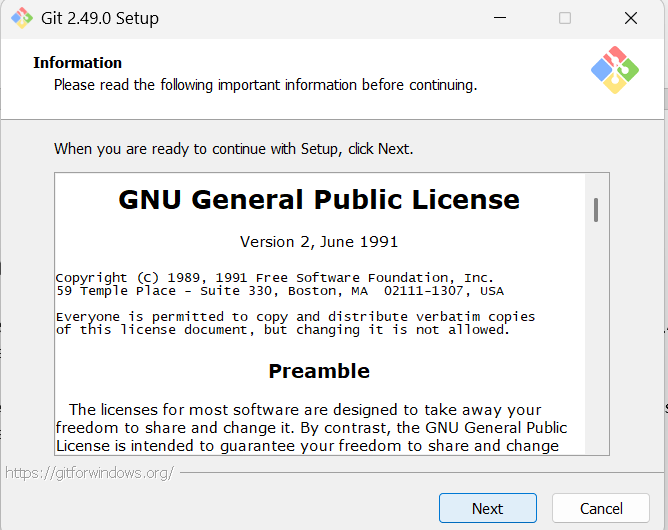 Git 2.49.0 Setup
Information
Please read the following important information before continuing.
When you are ready to continue with Setup, click Next.
GNU General Public License
Version 2, June 1991
Copyright (C) 1989, 1991 Free Software Foundation, Inc.
59 Temple Place - Suite 330, Boston, MA  02111-1307, USA
Everyone is permitted to copy and distribute verbatim copies
of this license document, but changing it is not allowed.
Preamble
The licenses for most software are designed to take away your
freedom to share and change it. By contrast, the GNU General Public
License is intended to guarantee your freedom to share and change
https://gitforwindows.org/
Next
Cancel